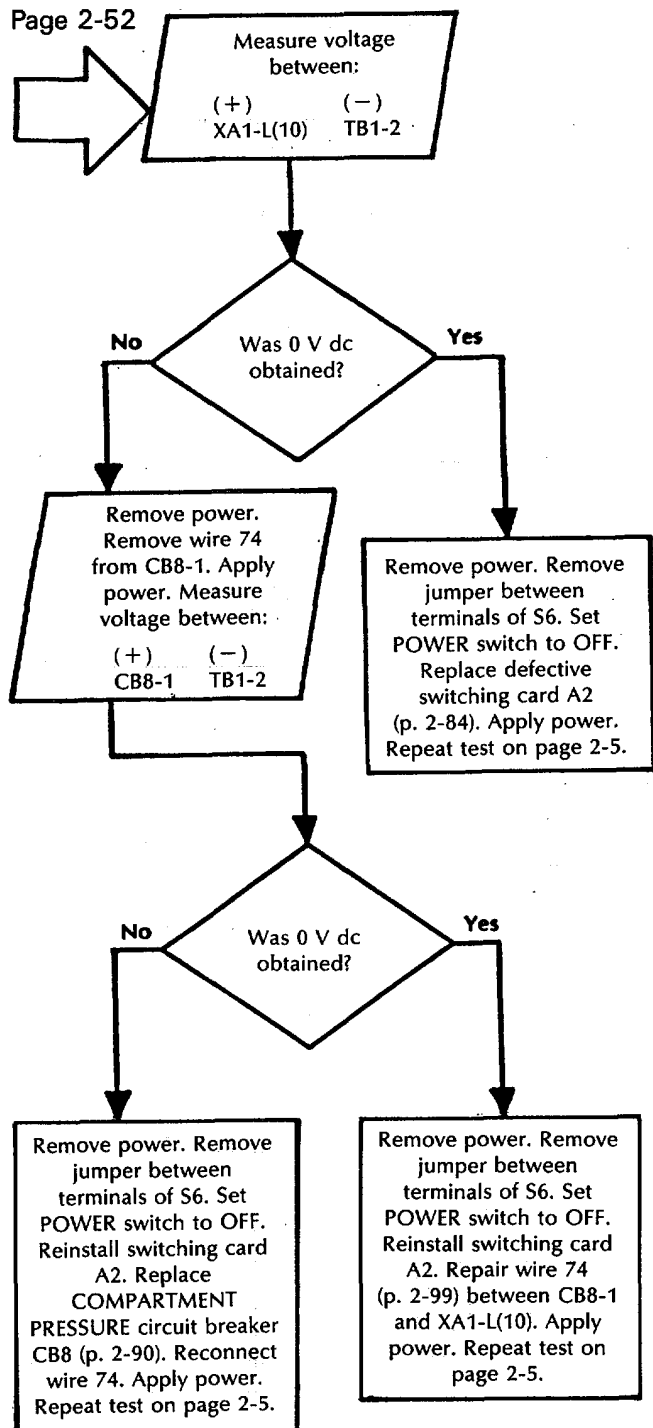 Page 2-52
Measure voltage
between:
(+) (−)
XA1-L(10) TB1-2
No
Was 0 V dc
obtained?
Yes
Remove power.
Remove wire 74
from CB8-1. Apply
power. Measure
voltage between:
(+) (−)
CB8-1 TB1-2
Remove power. Remove
jumper between
terminals of S6. Set
POWER switch to OFF.
Replace defective
switching card A2
(p. 2-84). Apply power.
Repeat test on page 2-5.
No
Was 0 V dc
obtained?
Yes
Remove power. Remove
jumper between
terminals of S6. Set
POWER switch to OFF.
Reinstall switching card
A2. Replace
COMPARTMENT
PRESSURE circuit breaker
CB8 (p. 2-90). Reconnect
wire 74. Apply power.
Repeat test on page 2-5.
Remove power. Remove
jumper between
terminals of S6. Set
POWER switch to OFF.
Reinstall switching card
A2. Repair wire 74
(p. 2-99) between CB8-1
and XA1-L(10). Apply
power. Repeat test on
page 2-5.